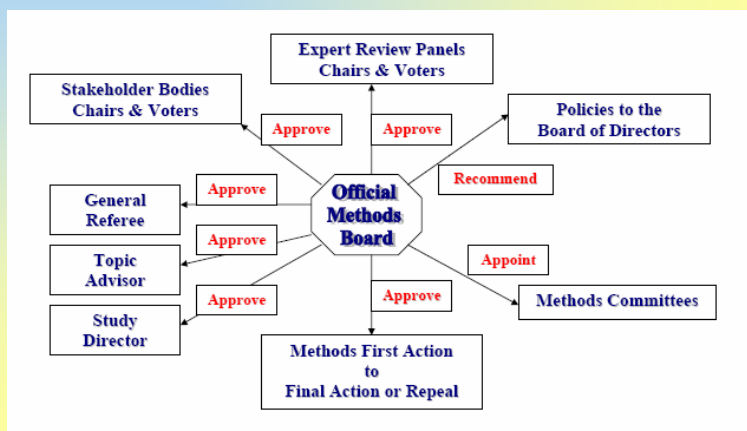 Expert Review Panels
Chairs & Voters
Stakeholder Bodies
Chairs & Voters
Policies to the
Board of Directors
Approve
Approve
Recommend
General
Referee
Approve
Official
Methods
Board
Topic
Advisor
Approve
Appoint
Study
Director
Approve
Approve
Methods Committees
Methods First Action
to
Final Action or Repeal